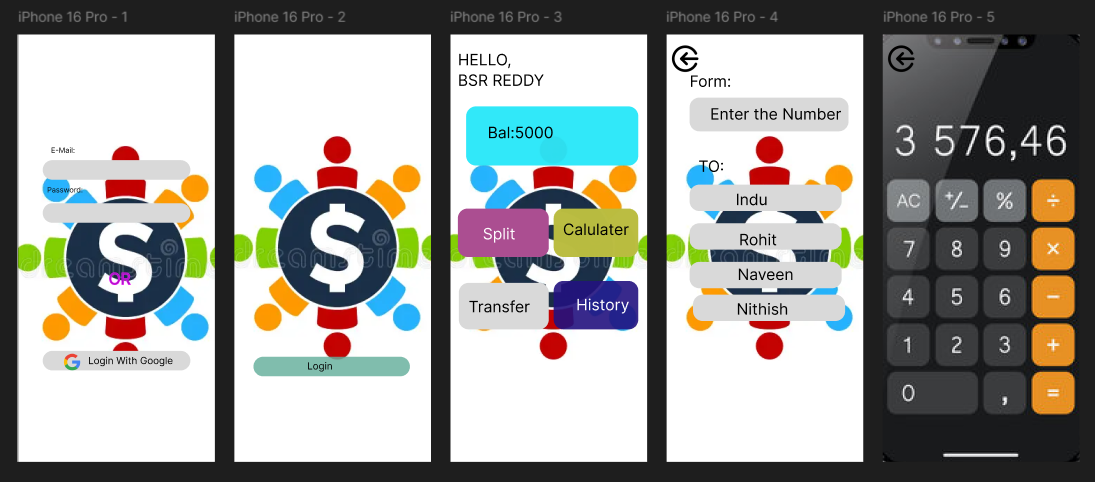 iPhone 16 Pro - 1
E-Mail:
Password:
OR
Login With Google
iPhone 16 Pro - 2
Login
iPhone 16 Pro - 3
HELLO,
BSR REDDY
Bal:5000
Split
Calulater
Transfer
History
iPhone 16 Pro - 4
Form:
Enter the Number
TO:
Indu
Rohit
Naveen
Nithish
iPhone 16 Pro - 5
3 576,46
AC +/− % ÷
7 8 9 ×
4 5 6 −
1 2 3 +
0 , =